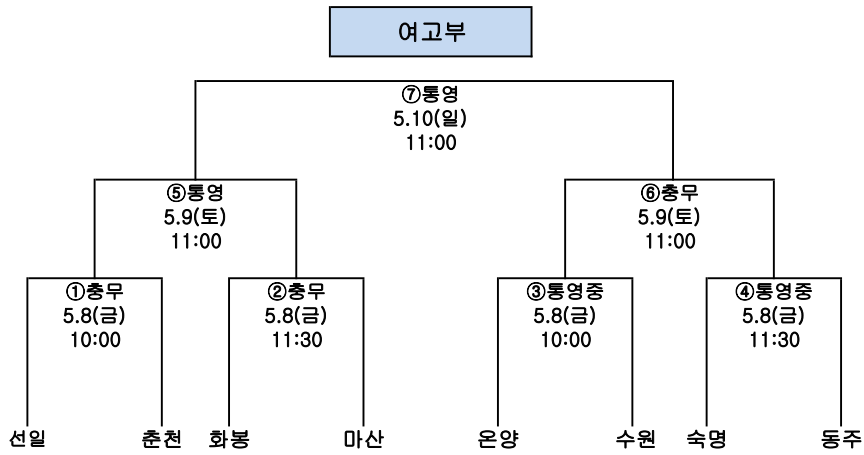 여고부
⑦통영
5.10(일)
11:00
⑤통영
5.9(토)
11:00
⑥충무
5.9(토)
11:00
①충무
5.8(금)
10:00
②충무
5.8(금)
11:30
③통영중
5.8(금)
10:00
④통영중
5.8(금)
11:30
선일 춘천 화봉 마산 온양 수원 숙명 동주